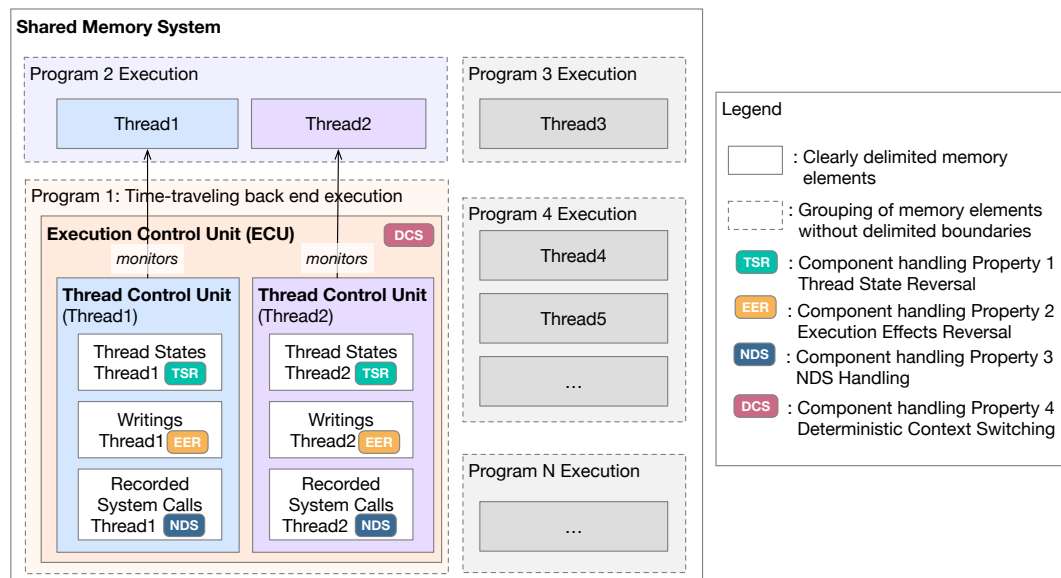 Shared Memory System
Program 2 Execution
Thread1
Thread2
Program 1: Time-traveling back end execution
Execution Control Unit (ECU)
DCS
monitors
monitors
Thread Control Unit
(Thread1)
Thread States
Thread1 TSR
Writings
Thread1 EER
Recorded
System Calls
Thread1 NDS
Thread Control Unit
(Thread2)
Thread States
Thread2 TSR
Writings
Thread2 EER
Recorded
System Calls
Thread2 NDS
Program 3 Execution
Thread3
Program 4 Execution
Thread4
Thread5
...
Program N Execution
...
Legend
: Clearly delimited memory
elements
: Grouping of memory elements
without delimited boundaries
TSR : Component handling Property 1
Thread State Reversal
EER : Component handling Property 2
Execution Effects Reversal
NDS : Component handling Property 3
NDS Handling
DCS : Component handling Property 4
Deterministic Context Switching